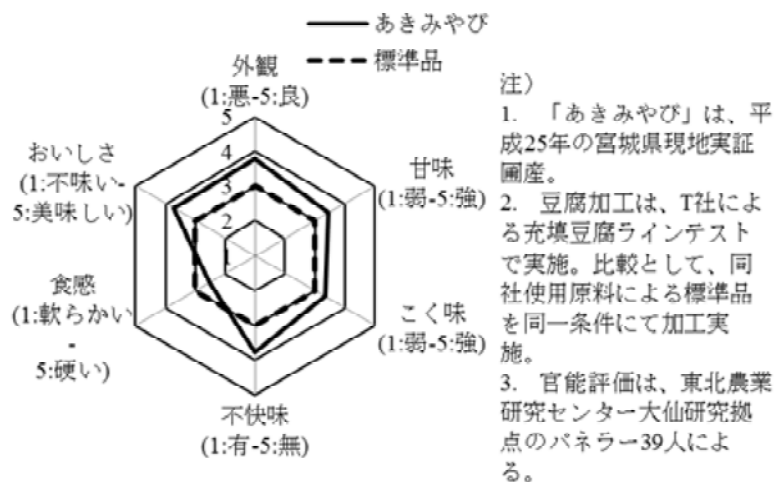 あきみやび
標準品
外観
(1:悪-5:良)
5
4
3
2
1
甘味
(1:弱-5:強)
こく味
(1:弱-5:強)
不快味
(1:有-5:無)
食感
(1:軟らかい
-
5:硬い)
おいしさ
(1:不味い-
5:美味しい)
注)
1. 「あきみやび」は、平
成25年の宮城県現地実証
圃産。
2. 豆腐加工は、T社によ
る充填豆腐ラインテスト
で実施。比較として、同
社使用原料による標準品
を同一条件にて加工実
施。
3. 官能評価は、東北農業
研究センター大仙研究拠
点のパネラー39人によ
る。